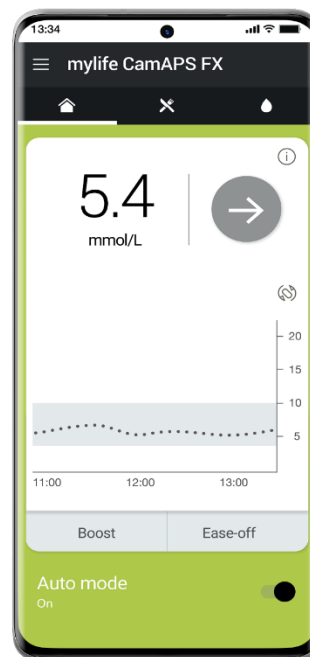 13:34
mylife CamAPS FX
5.4
mmol/L
20
15
10
5
11:00 12:00 13:00
Boost Ease-off
Auto mode
On